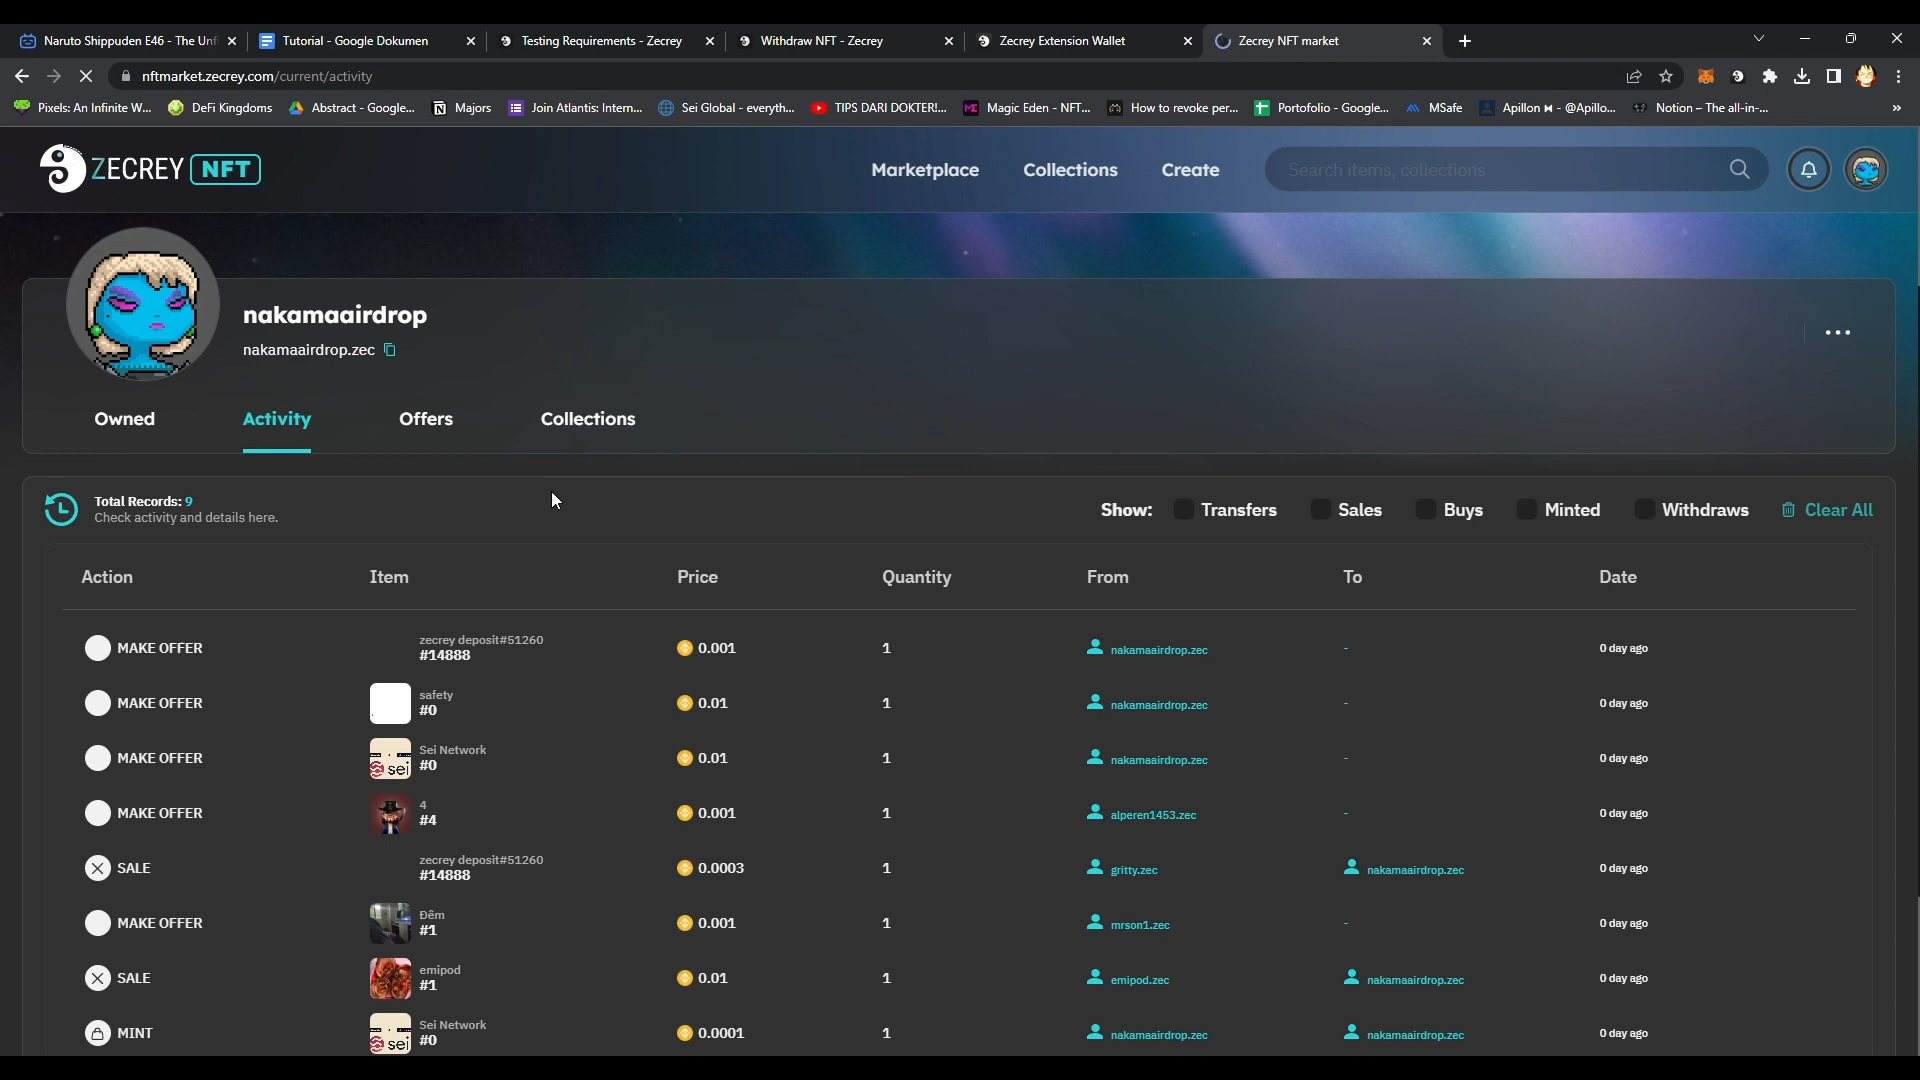 Naruto Shippuden E46 - The Unf
Tutorial - Google Dokumen
Testing Requirements - Zecrey
Withdraw NFT - Zecrey
Zecrey Extension Wallet
Zecrey NFT market
nftmarket.zecrey.com/current/activity
Pixels: An Infinite W...
DeFi Kingdoms
Abstract - Google...
Majors
Join Atlantis: Intern...
Sei Global - everyth...
TIPS DARI DOKTER!...
Magic Eden - NFT...
How to revoke per...
Portofolio - Google...
MSafe
Apillon ⧓ - @Apillo...
Notion – The all-in-...
ZECREY NFT
Marketplace
Collections
Create
Search items, collections
nakamaairdrop
nakamaairdrop.zec
Owned
Activity
Offers
Collections
Total Records: 9
Check activity and details here.
Show:
Transfers
Sales
Buys
Minted
Withdraws
Clear All
Action Item Price Quantity From To Date
zecrey deposit#51260
MAKE OFFER #14888 0.001 1 nakamaairdrop.zec - 0 day ago
safety
MAKE OFFER #0 0.01 1 nakamaairdrop.zec - 0 day ago
Sei Network
MAKE OFFER #0 0.01 1 nakamaairdrop.zec - 0 day ago
4
MAKE OFFER #4 0.001 1 alperen1453.zec - 0 day ago
zecrey deposit#51260
SALE #14888 0.0003 1 gritty.zec nakamaairdrop.zec 0 day ago
Đêm
MAKE OFFER #1 0.001 1 mrson1.zec - 0 day ago
emipod
SALE #1 0.01 1 emipod.zec nakamaairdrop.zec 0 day ago
Sei Network
MINT #0 0.0001 1 nakamaairdrop.zec nakamaairdrop.zec 0 day ago
sei
sei